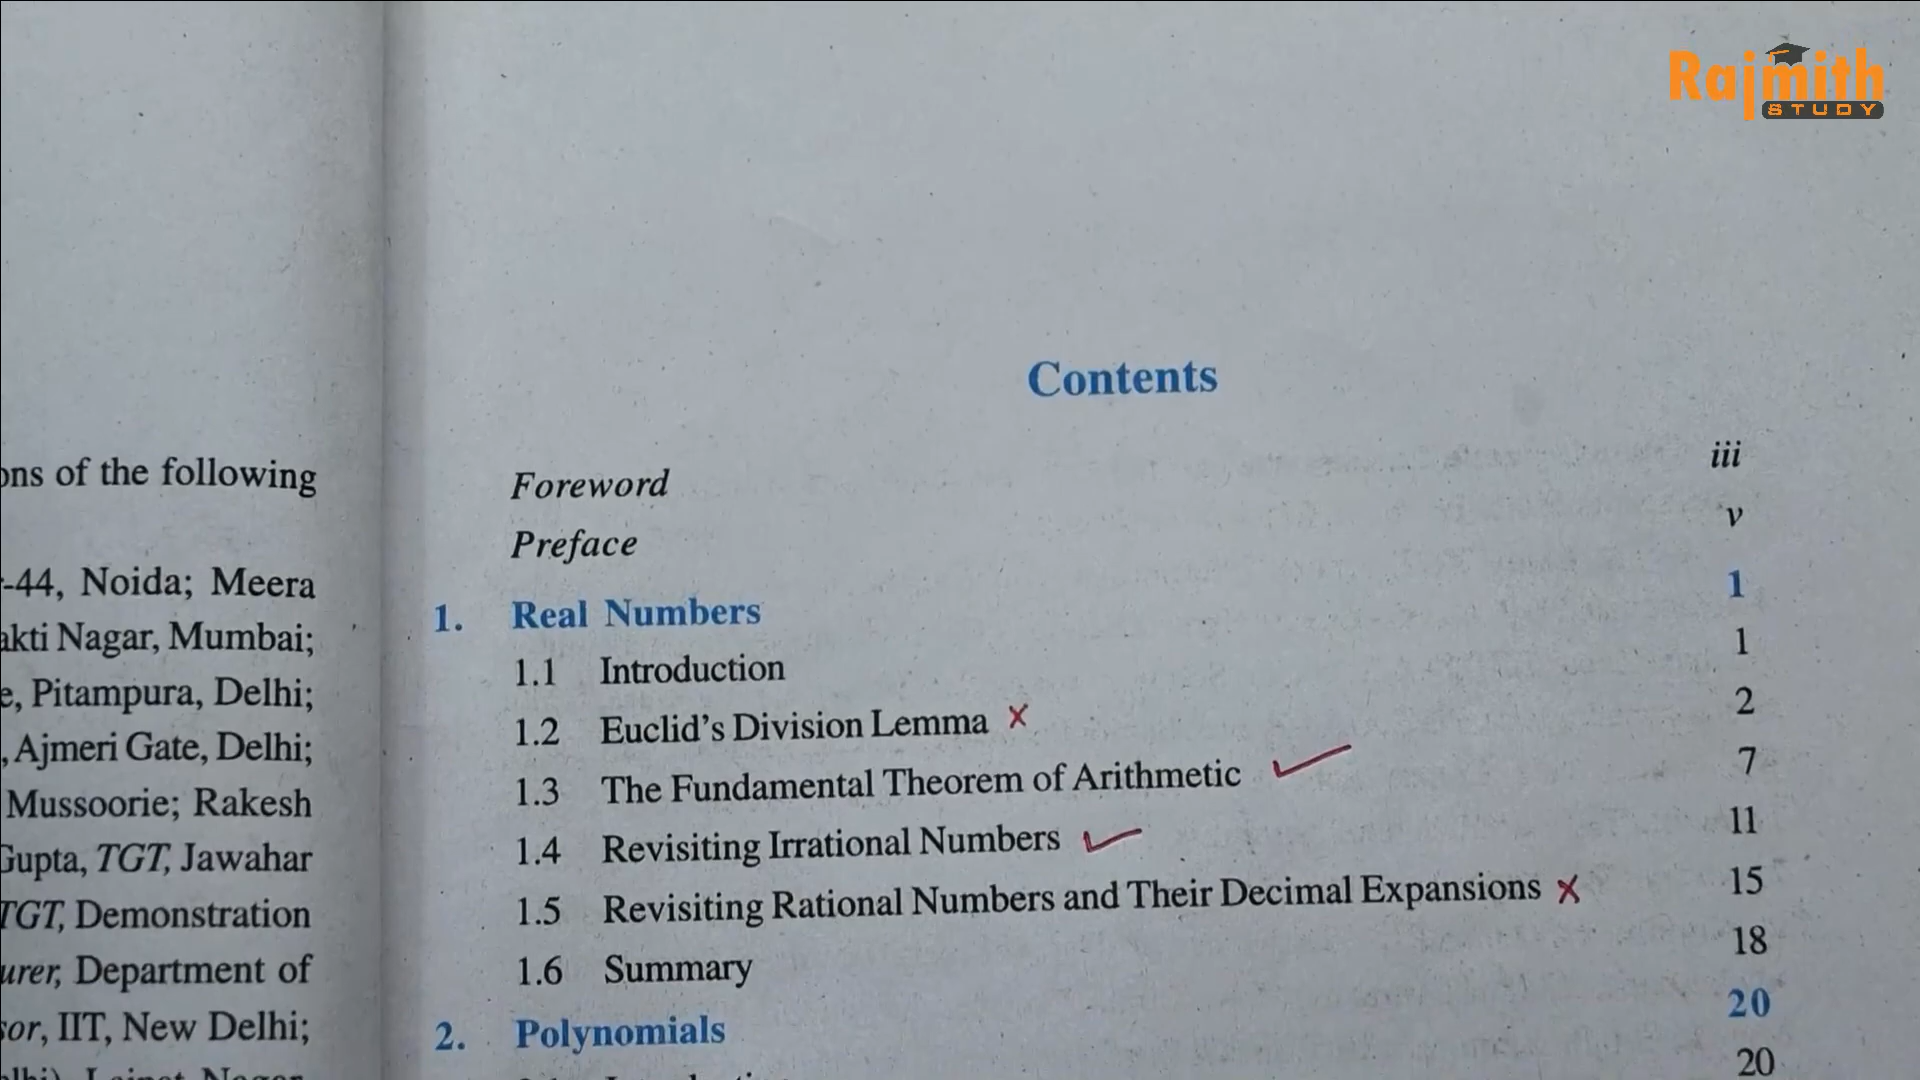 Rajmith
STUDY
of the following
-44, Noida; Meera
Nagar, Mumbai;
Pitampura, Delhi;
, Ajmeri Gate, Delhi;
Mussoorie; Rakesh
Gupta, TGT, Jawahar
TGT, Demonstration
Department of
IIT, New Delhi;
Contents
Foreword iii
Preface v
1. Real Numbers 1
1.1 Introduction 1
1.2 Euclid's Division Lemma 2
1.3 The Fundamental Theorem of Arithmetic 7
1.4 Revisiting Irrational Numbers 11
1.5 Revisiting Rational Numbers and Their Decimal Expansions 15
1.6 Summary 18
2. Polynomials 20
20